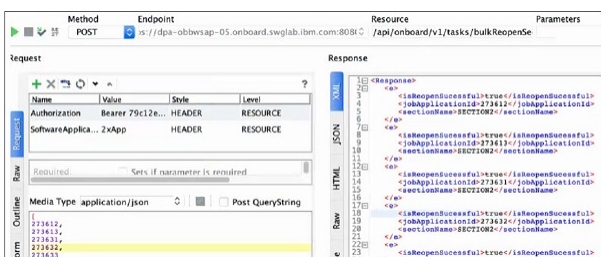 Method Endpoint Resource Parameters
POST ps://dpa-obbwsap-05.onboard.swglab.ibm.com:808 /api/onboard/v1/tasks/bulkReopenSe
Request
Response
?
Name Value Style Level
Authorization Bearer 79c12e... HEADER RESOURCE
SoftwareApplica... 2xApp HEADER RESOURCE
Required: Sets if parameter is required
Media Type application/json Post QueryString
[
273612,
273613,
273631,
273632,
273633
Request
Raw
Outline
orm
XML
JSON
HTML
Raw
1 <Response>
2 <e>
3 <isReopenSucessful>true</isReopenSucessful>
4 <jobApplicationId>273612</jobApplicationId>
5 <sectionName>SECTION2</sectionName>
6 </e>
7 <e>
8 <isReopenSucessful>true</isReopenSucessful>
9 <jobApplicationId>273613</jobApplicationId>
10 <sectionName>SECTION2</sectionName>
11 </e>
12 <e>
13 <isReopenSucessful>true</isReopenSucessful>
14 <jobApplicationId>273631</jobApplicationId>
15 <sectionName>SECTION2</sectionName>
16 </e>
17 <e>
18 <isReopenSucessful>true</isReopenSucessful>
19 <jobApplicationId>273632</jobApplicationId>
20 <sectionName>SECTION2</sectionName>
21 </e>
22 <e>
23 <isReopenSucessful>true</isReopenSucessful>